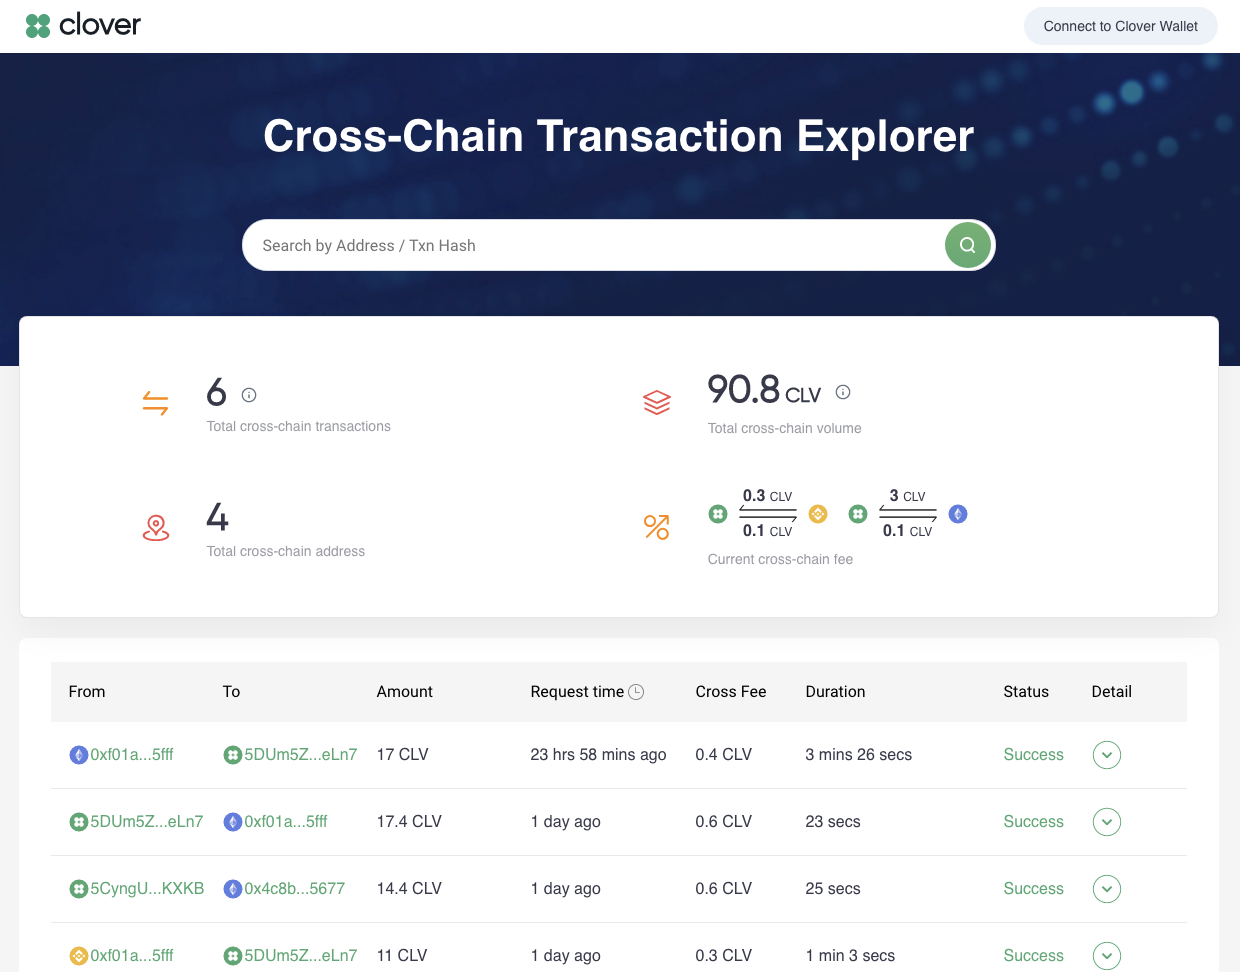 clover
Connect to Clover Wallet
Cross-Chain Transaction Explorer
Search by Address / Txn Hash
6
Total cross-chain transactions
90.8 CLV
Total cross-chain volume
4
Total cross-chain address
0.3 CLV
0.1 CLV
3 CLV
0.1 CLV
Current cross-chain fee
From To Amount Request time Cross Fee Duration Status Detail
0xf01a...5fff 5DUm5Z...eLn7 17 CLV 23 hrs 58 mins ago 0.4 CLV 3 mins 26 secs Success
5DUm5Z...eLn7 0xf01a...5fff 17.4 CLV 1 day ago 0.6 CLV 23 secs Success
5CyngU...KXKB 0x4c8b...5677 14.4 CLV 1 day ago 0.6 CLV 25 secs Success
0xf01a...5fff 5DUm5Z...eLn7 11 CLV 1 day ago 0.3 CLV 1 min 3 secs Success